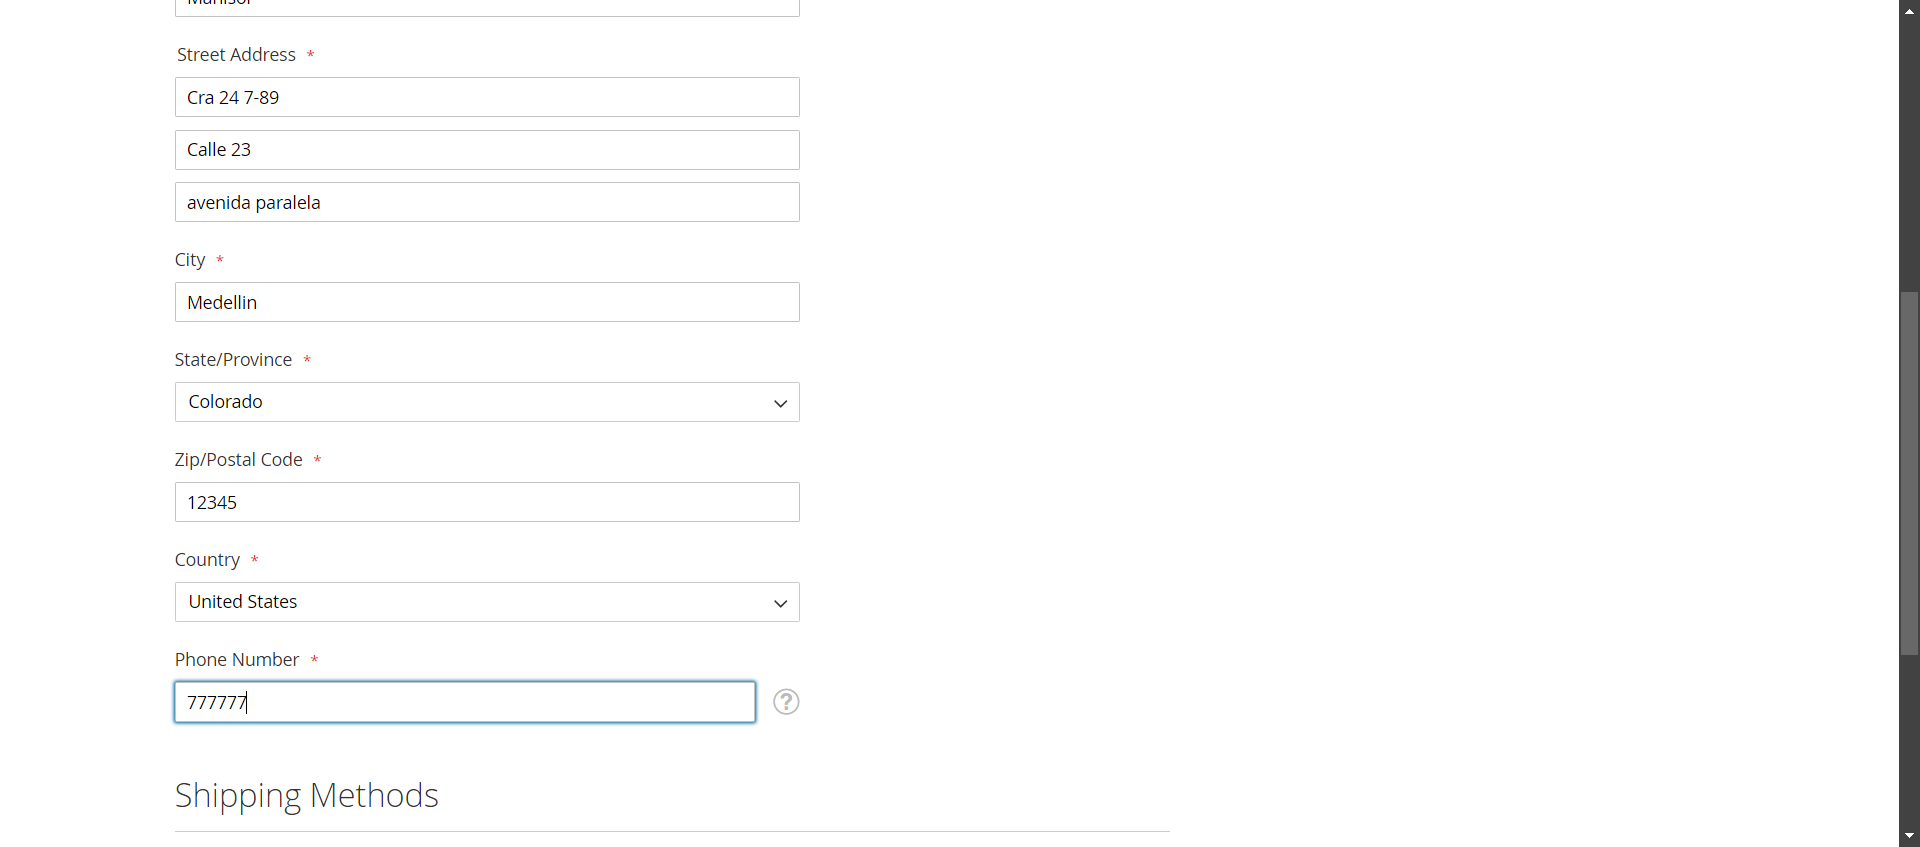 Street Address *
Cra 24 7-89
Calle 23
avenida paralela
City *
Medellin
State/Province *
Colorado
Zip/Postal Code *
12345
Country *
United States
Phone Number *
777777
?
Shipping Methods